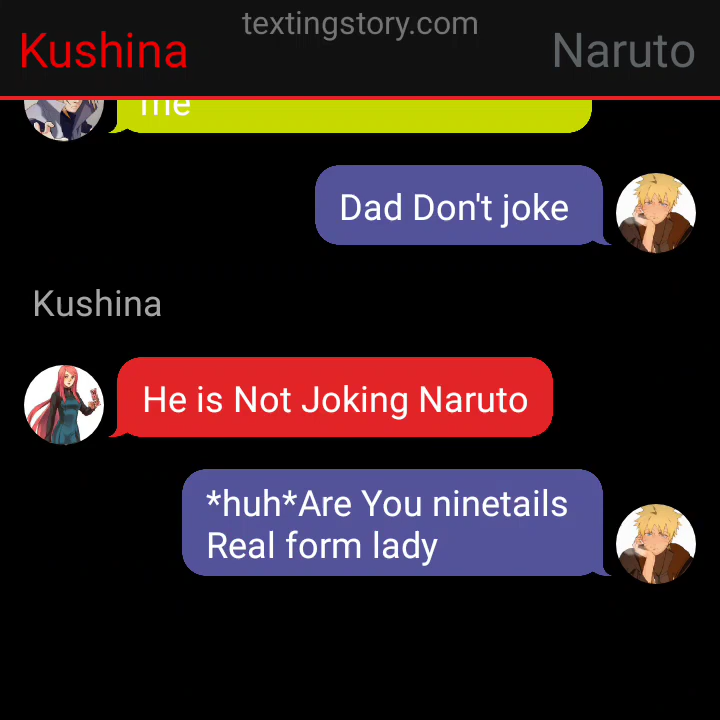 textingstory.com
Kushina
Naruto
me
Dad Don't joke
Kushina
He is Not Joking Naruto
*huh*Are You ninetails
Real form lady